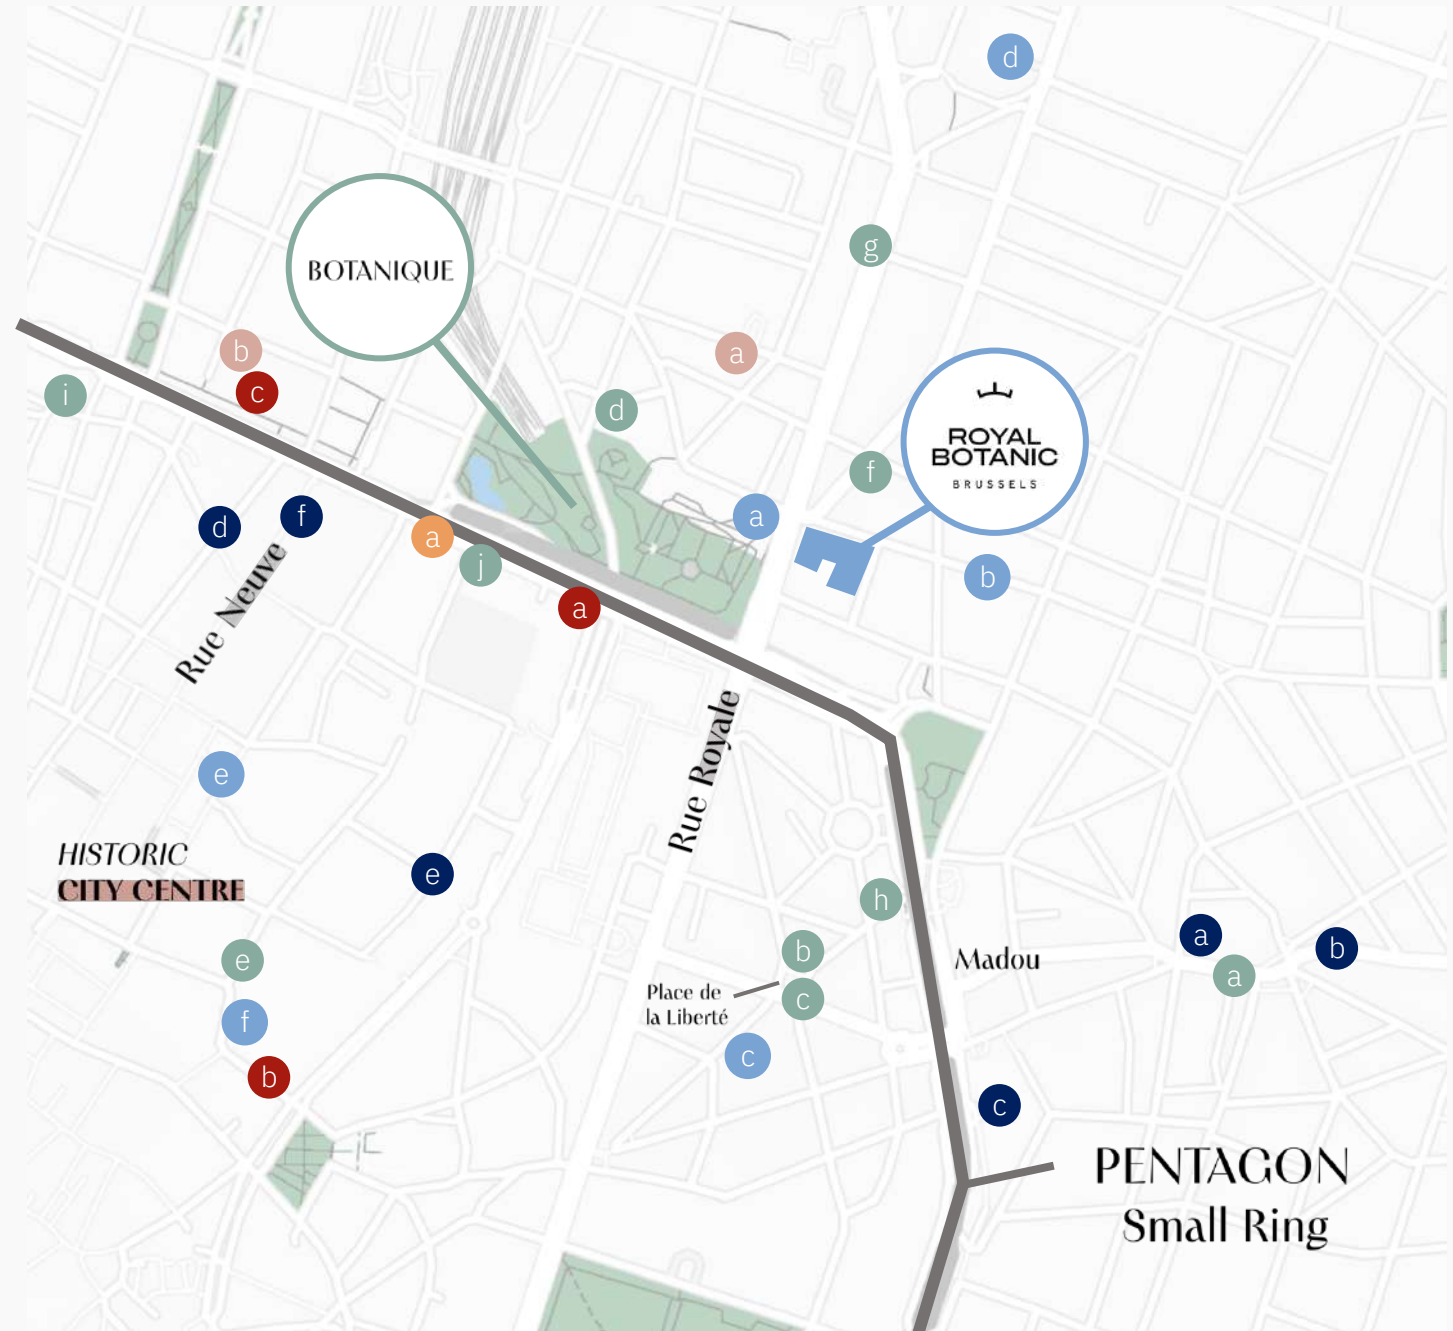 d
g
BOTANIQUE
b
a
c
i
d
ROYAL
BOTANIC
BRUSSELS
f
a
d
f
a
j
b
a
Rue Neuve
Rue Royale
e
HISTORIC
CITY CENTRE
e
h
a
b
b
Madou
e
a
Place de
la Liberté
c
f
c
b
c
PENTAGON
Small Ring